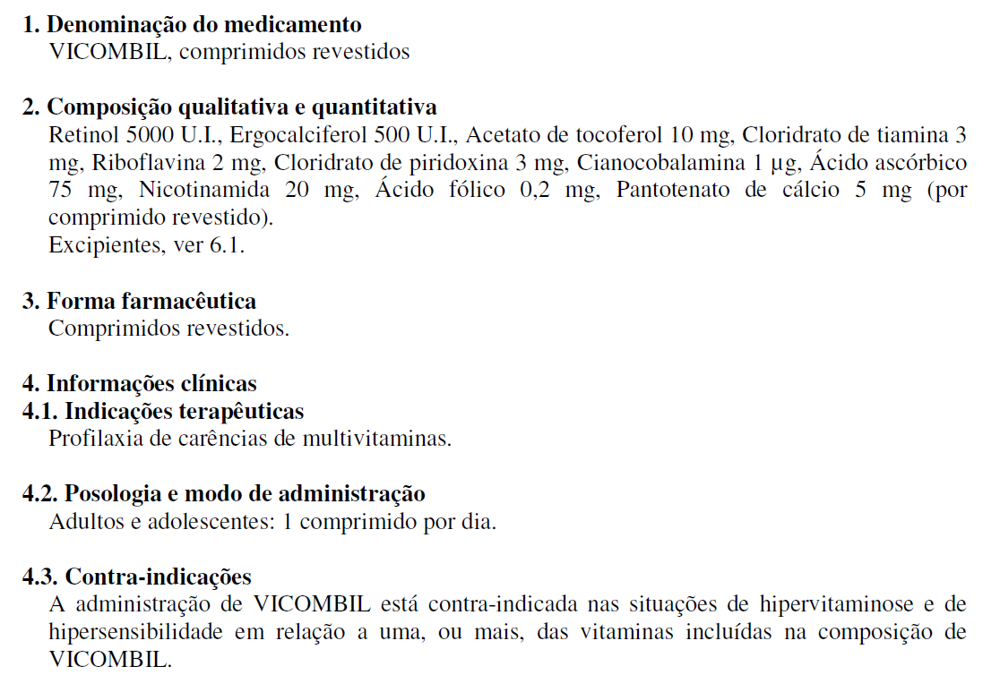 1. Denominação do medicamento
VICOMBIL, comprimidos revestidos
2. Composição qualitativa e quantitativa
Retinol 5000 U.I., Ergocalciferol 500 U.I., Acetato de tocoferol 10 mg, Cloridrato de tiamina 3
mg, Riboflavina 2 mg, Cloridrato de piridoxina 3 mg, Cianocobalamina 1 µg, Ácido ascórbico
75 mg, Nicotinamida 20 mg, Ácido fólico 0,2 mg, Pantotenato de cálcio 5 mg (por
comprimido revestido).
Excipientes, ver 6.1.
3. Forma farmacêutica
Comprimidos revestidos.
4. Informações clínicas
4.1. Indicações terapêuticas
Profilaxia de carências de multivitaminas.
4.2. Posologia e modo de administração
Adultos e adolescentes: 1 comprimido por dia.
4.3. Contra-indicações
A administração de VICOMBIL está contra-indicada nas situações de hipervitaminose e de
hipersensibilidade em relação a uma, ou mais, das vitaminas incluídas na composição de
VICOMBIL.